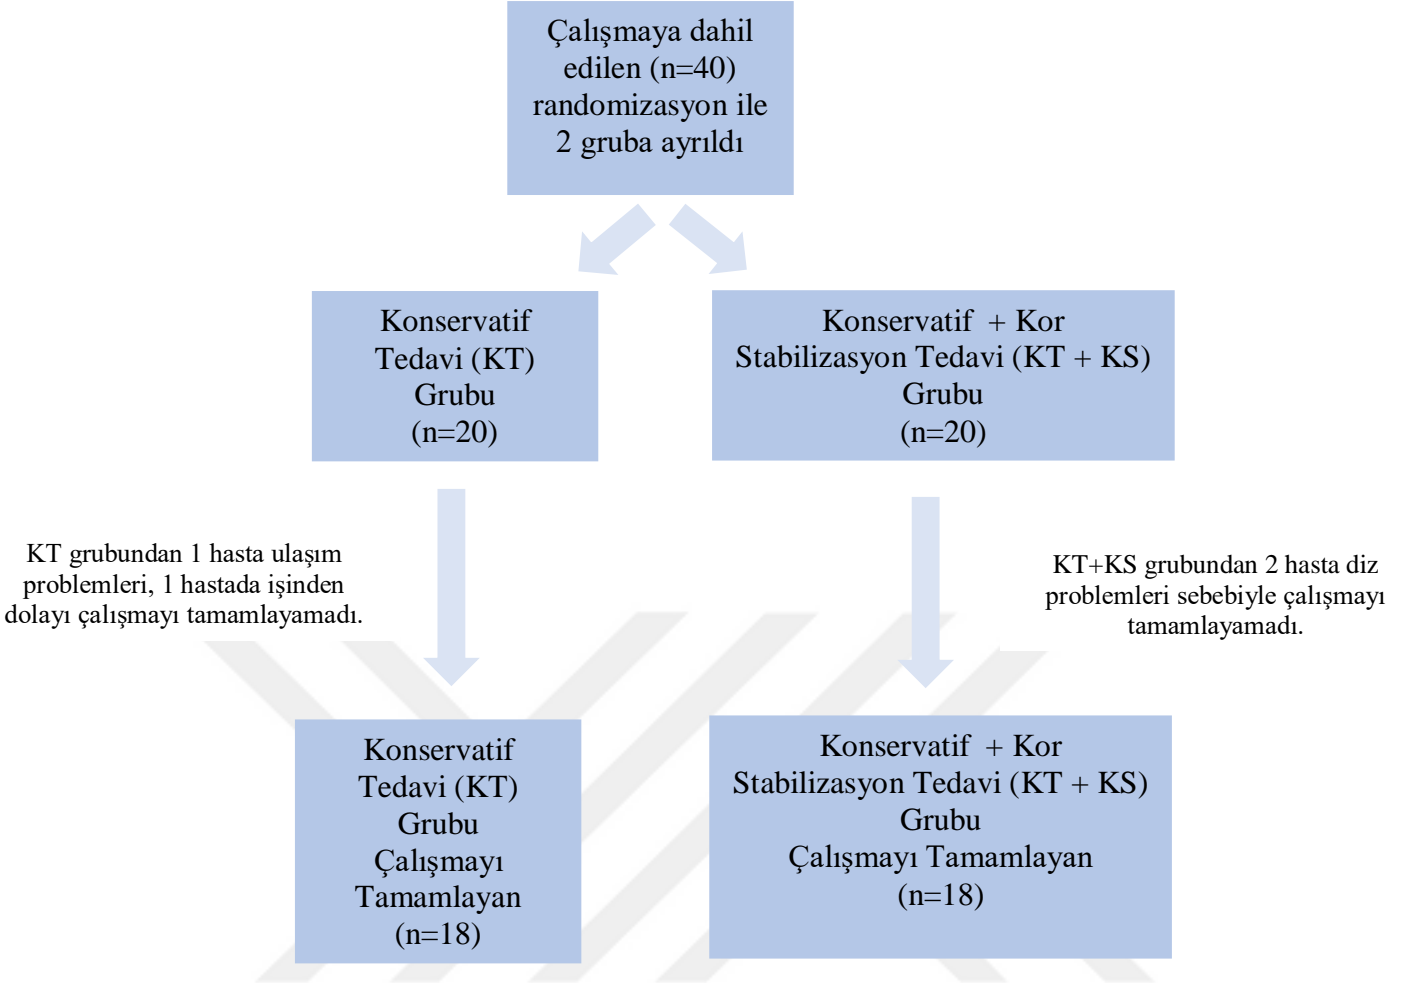 Çalışmaya dahil
edilen (n=40)
randomizasyon ile
2 gruba ayrıldı
Konservatif
Tedavi (KT)
Grubu
(n=20)
Konservatif + Kor
Stabilizasyon Tedavi (KT + KS)
Grubu
(n=20)
KT grubundan 1 hasta ulaşım
problemleri, 1 hastada işinden
dolayı çalışmayı tamamlayamadı.
KT+KS grubundan 2 hasta diz
problemleri sebebiyle çalışmayı
tamamlayamadı.
Konservatif
Tedavi (KT)
Grubu
Çalışmayı
Tamamlayan
(n=18)
Konservatif + Kor
Stabilizasyon Tedavi (KT + KS)
Grubu
Çalışmayı Tamamlayan
(n=18)